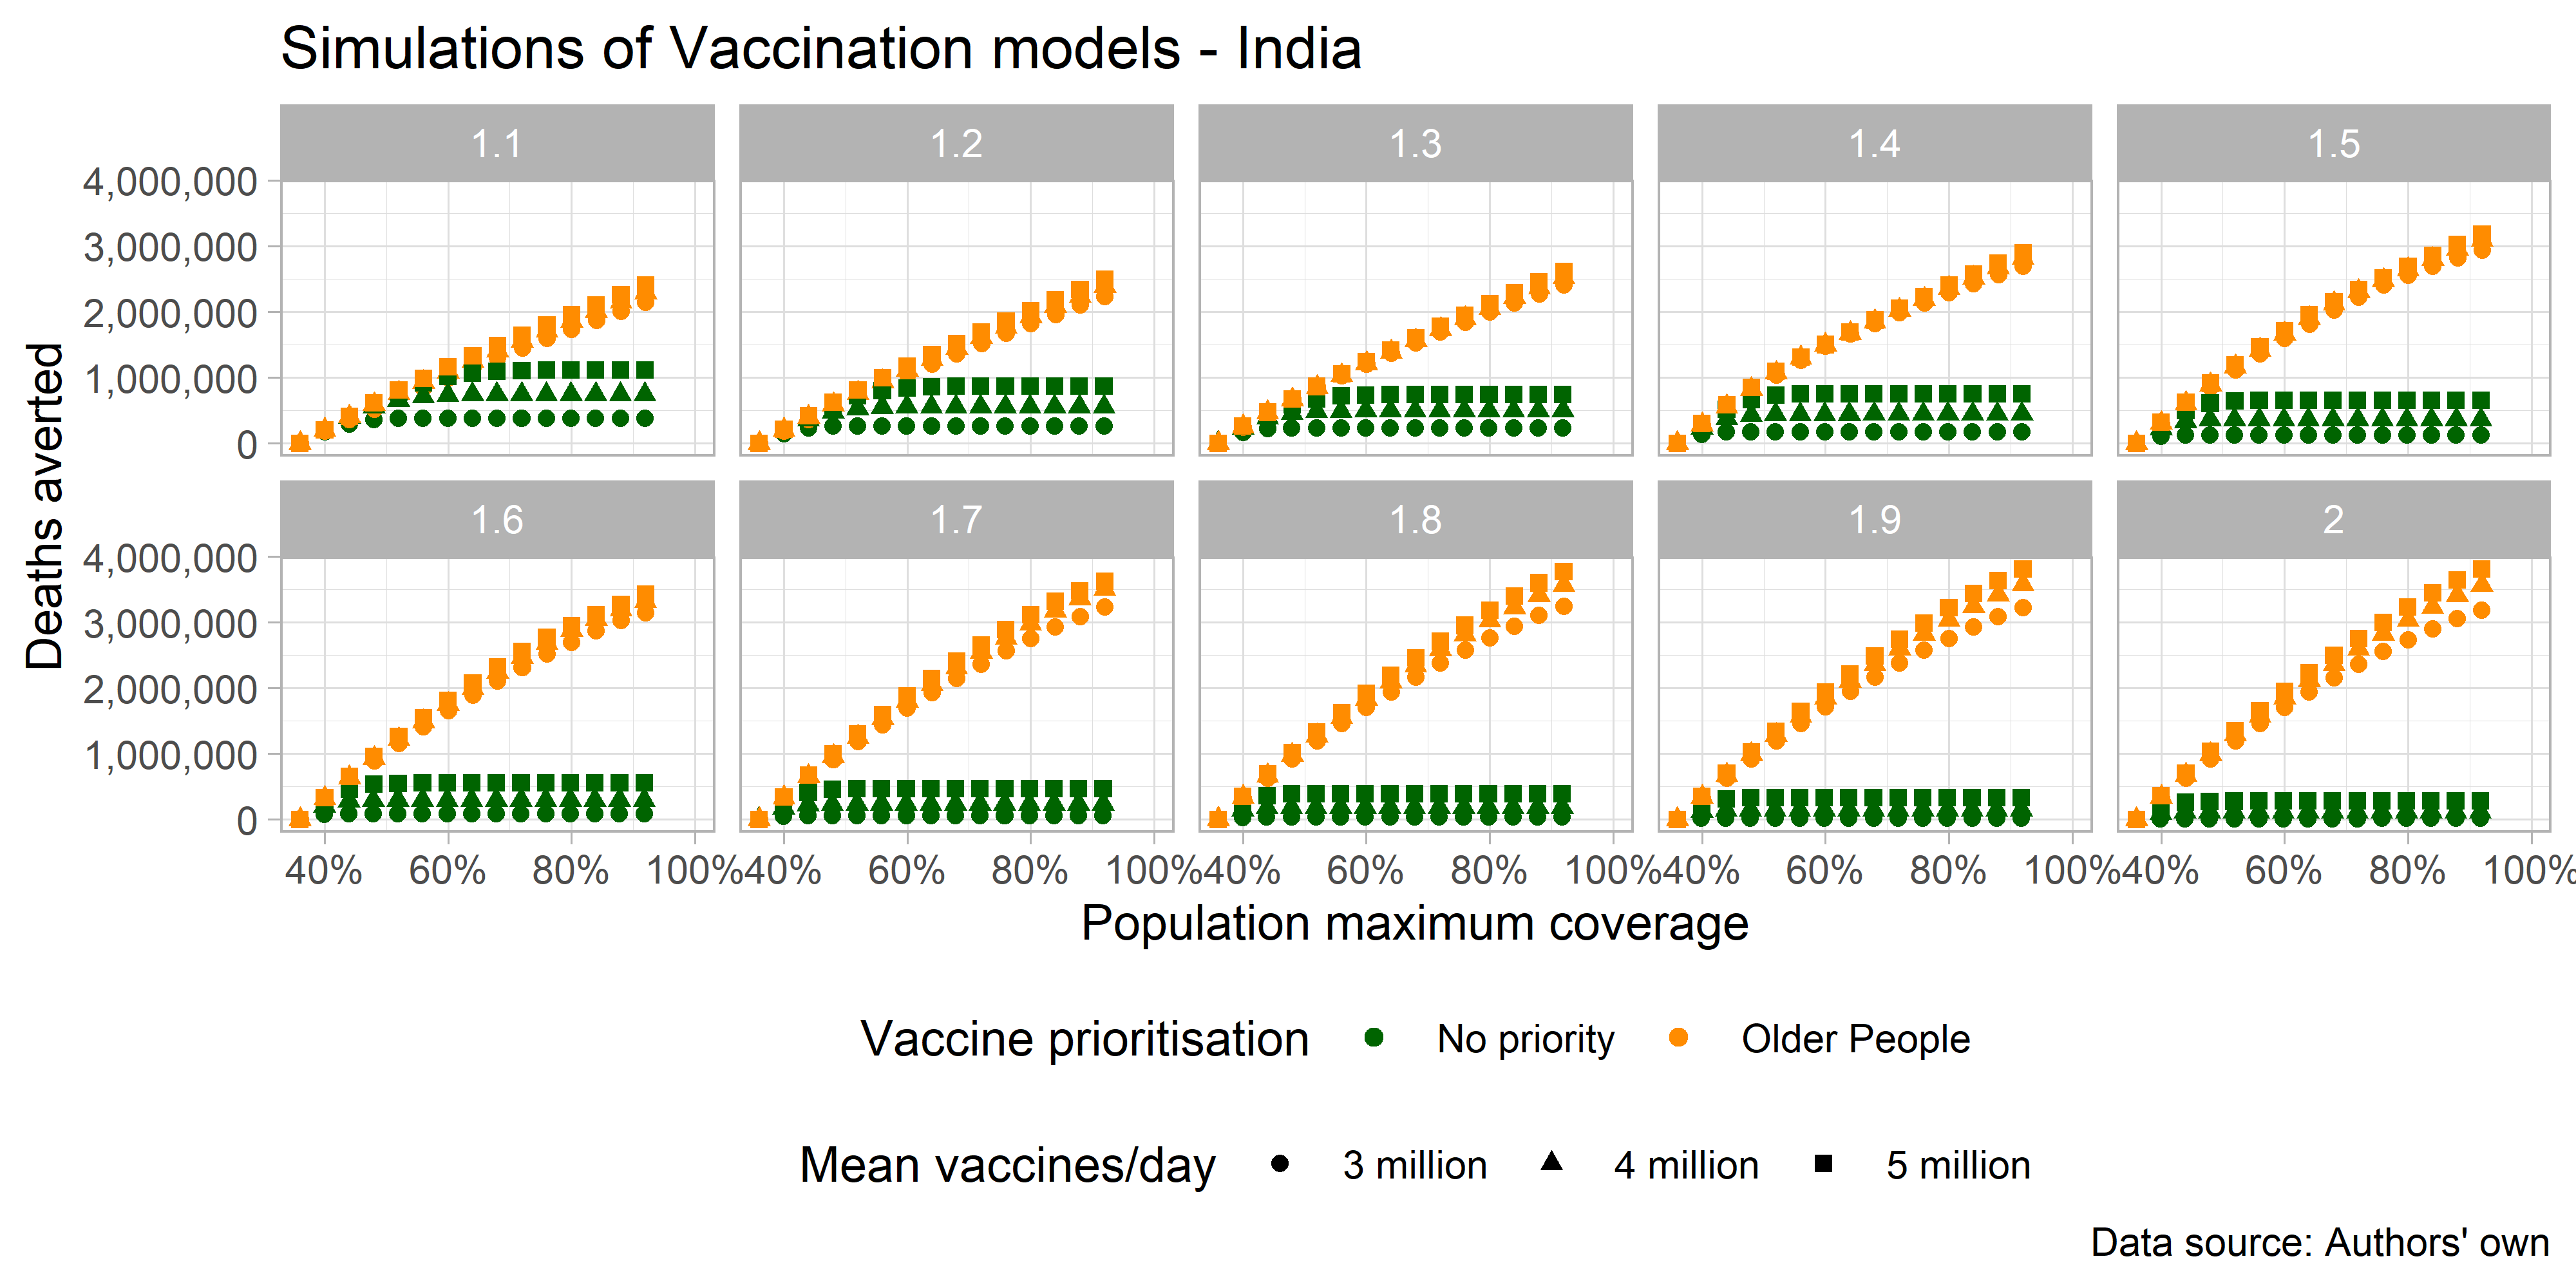 Simulations of Vaccination models - India
1.1 1.2 1.3 1.4 1.5
4,000,000
3,000,000
2,000,000
1,000,000
0
1.6 1.7 1.8 1.9 2
4,000,000
3,000,000
2,000,000
1,000,000
0
Deaths averted
40% 60% 80% 100% 40% 60% 80% 100% 40% 60% 80% 100% 40% 60% 80% 100% 40% 60% 80% 100%
Population maximum coverage
Vaccine prioritisation No priority Older People
Mean vaccines/day 3 million 4 million 5 million
Data source: Authors' own